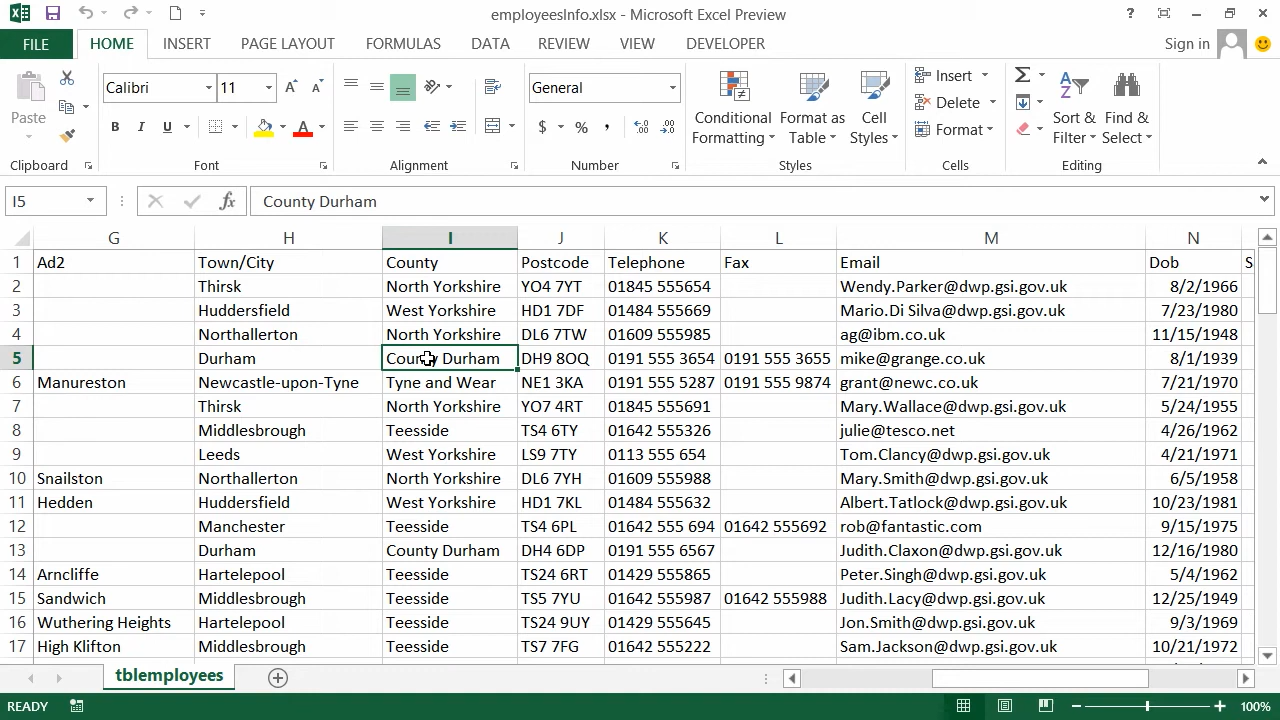 employeesInfo.xlsx - Microsoft Excel Preview
FILE HOME INSERT PAGE LAYOUT FORMULAS DATA REVIEW VIEW DEVELOPER Sign in
Paste
Clipboard
Calibri 11
B I U A
Font
Alignment
General
$ % ,
Number
Conditional Formatting
Format as Table
Cell Styles
Styles
Insert
Delete
Format
Cells
Sort & Filter
Find & Select
Editing
I5 fx County Durham
G H I J K L M N
1 Ad2 Town/City County Postcode Telephone Fax Email Dob S
2 Thirsk North Yorkshire YO4 7YT 01845 555654 Wendy.Parker@dwp.gsi.gov.uk 8/2/1966
3 Huddersfield West Yorkshire HD1 7DF 01484 555669 Mario.Di Silva@dwp.gsi.gov.uk 7/23/1980
4 Northallerton North Yorkshire DL6 7TW 01609 555985 ag@ibm.co.uk 11/15/1948
5 Durham County Durham DH9 8OQ 0191 555 3654 0191 555 3655 mike@grange.co.uk 8/1/1939
6 Manureston Newcastle-upon-Tyne Tyne and Wear NE1 3KA 0191 555 5287 0191 555 9874 grant@newc.co.uk 7/21/1970
7 Thirsk North Yorkshire YO7 4RT 01845 555691 Mary.Wallace@dwp.gsi.gov.uk 5/24/1955
8 Middlesbrough Teesside TS4 6TY 01642 555326 julie@tesco.net 4/26/1962
9 Leeds West Yorkshire LS9 7TY 0113 555 654 Tom.Clancy@dwp.gsi.gov.uk 4/21/1971
10 Snailston Northallerton North Yorkshire DL6 7YH 01609 555988 Mary.Smith@dwp.gsi.gov.uk 6/5/1958
11 Hedden Huddersfield West Yorkshire HD1 7KL 01484 555632 Albert.Tatlock@dwp.gsi.gov.uk 10/23/1981
12 Manchester Teesside TS4 6PL 01642 555 694 01642 555692 rob@fantastic.com 9/15/1975
13 Durham County Durham DH4 6DP 0191 555 6567 Judith.Claxon@dwp.gsi.gov.uk 12/16/1980
14 Arncliffe Hartelepool Teesside TS24 6RT 01429 555865 Peter.Singh@dwp.gsi.gov.uk 5/4/1962
15 Sandwich Middlesbrough Teesside TS5 7YU 01642 555987 01642 555988 Judith.Lacy@dwp.gsi.gov.uk 12/25/1949
16 Wuthering Heights Hartelepool Teesside TS24 9UY 01429 555645 Jon.Smith@dwp.gsi.gov.uk 9/3/1969
17 High Klifton Middlesbrough Teesside TS7 7FG 01642 555222 Sam.Jackson@dwp.gsi.gov.uk 10/21/1972
tblemployees
READY 100%